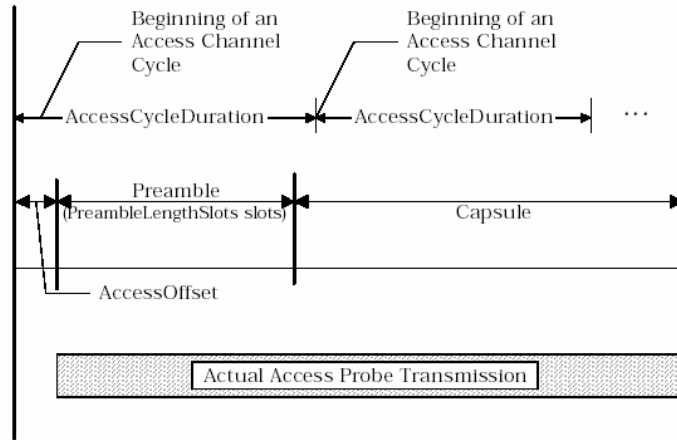 Beginning of an
Access Channel
Cycle
Beginning of an
Access Channel
Cycle
AccessCycleDuration
AccessCycleDuration
...
Preamble
(PreambleLengthSlots slots)
Capsule
AccessOffset
Actual Access Probe Transmission